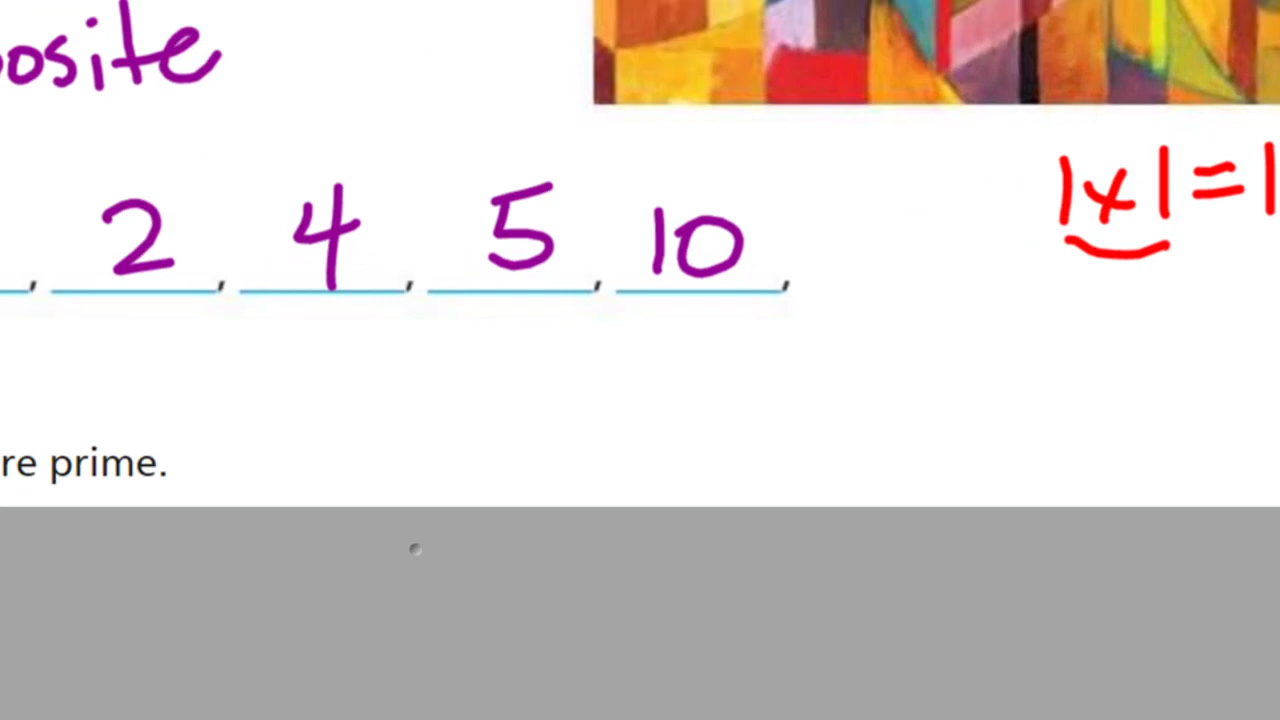 osite
1x1=1
, 2, 4, 5, 10,
re prime.